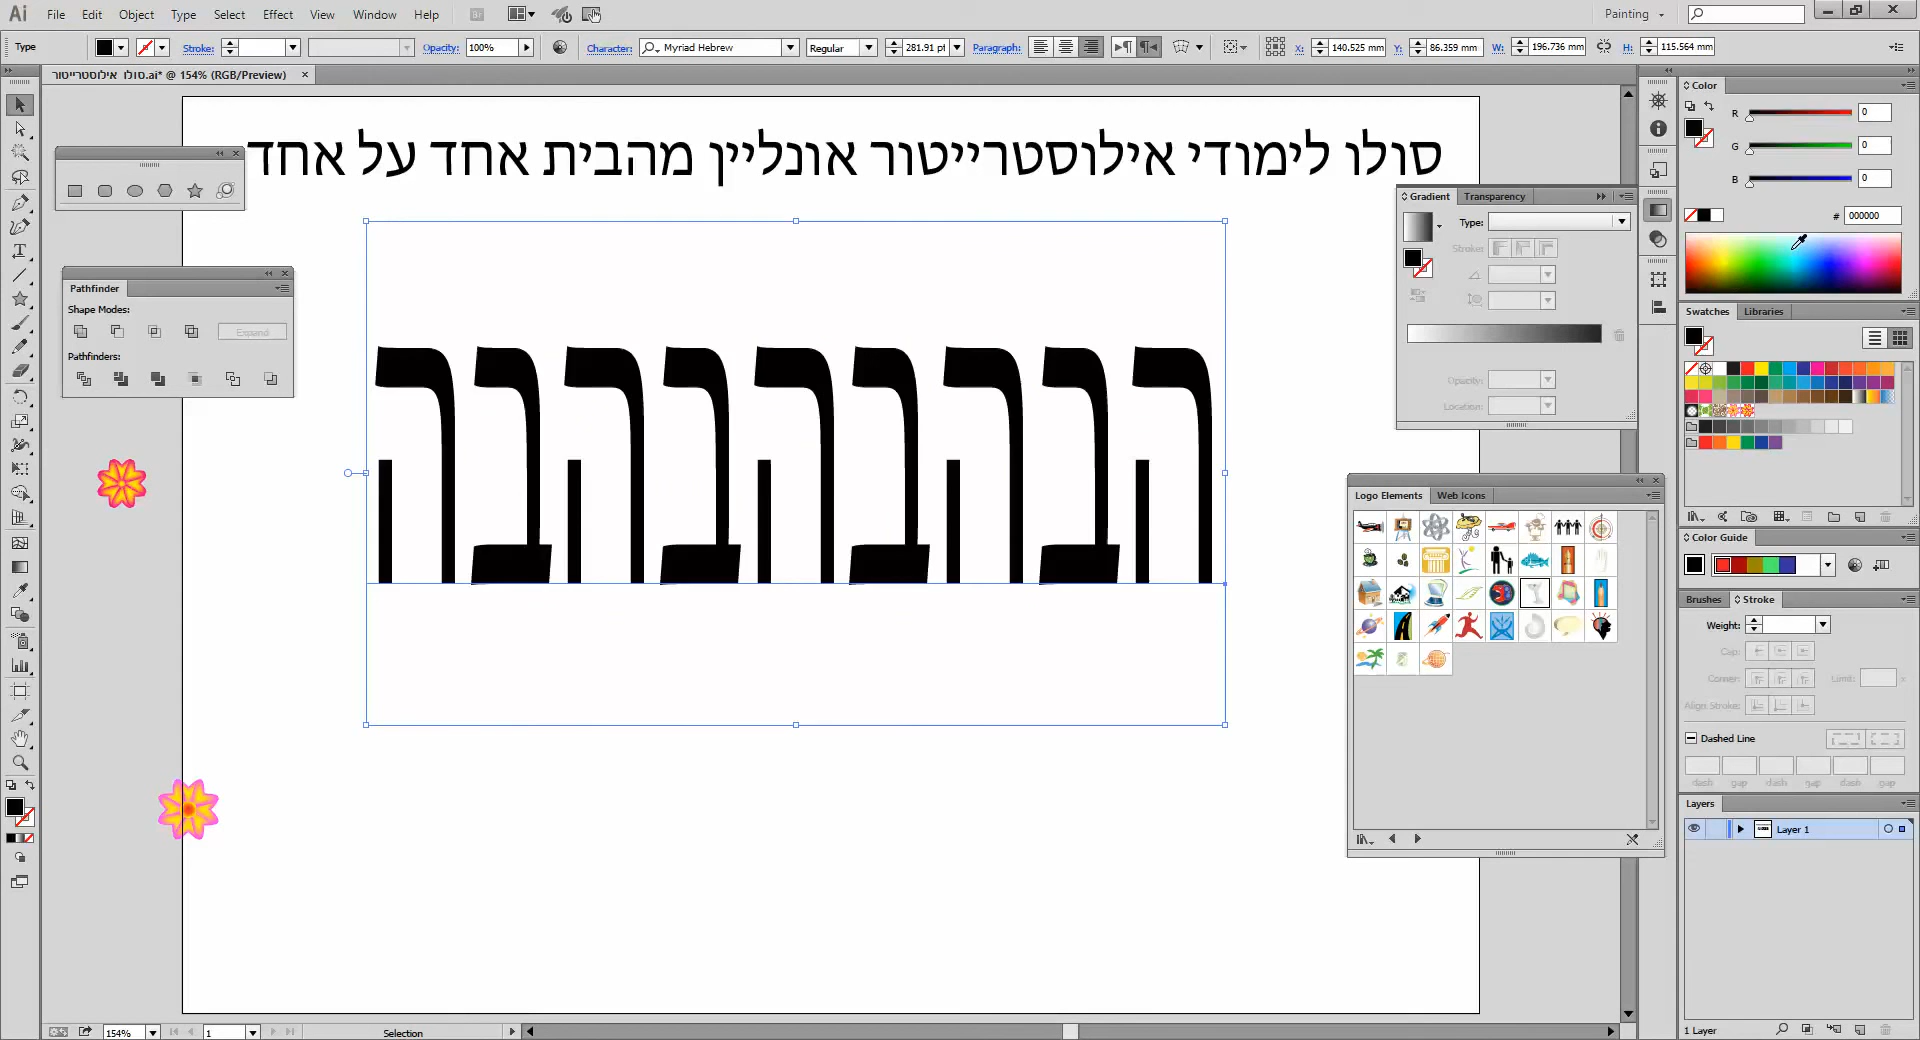 Ai File Edit Object Type Select Effect View Window Help Br Painting
Type Stroke: Opacity: 100% Character: Myriad Hebrew Regular 281.91 pt Paragraph: X: 140.525 mm Y: 86.359 mm W: 196.736 mm H: 115.564 mm
סולו אילוסטרייטור.ai* @ 154% (RGB/Preview)
סולו לימודי אילוסטרייטור אונליין מהבית אחד על אחד
הבהבהבהבה
Pathfinder
Shape Modes:
Expand
Pathfinders:
Gradient Transparency
Type:
Stroke:
Opacity:
Location:
Logo Elements Web Icons
Color
R 0
G 0
B 0
# 000000
Swatches Libraries
Color Guide
Brushes Stroke
Weight:
Cap:
Corner: Limit: x
Align Stroke:
Dashed Line
dash gap dash gap dash gap
Layers
Layer 1
1 Layer
154% 1 Selection